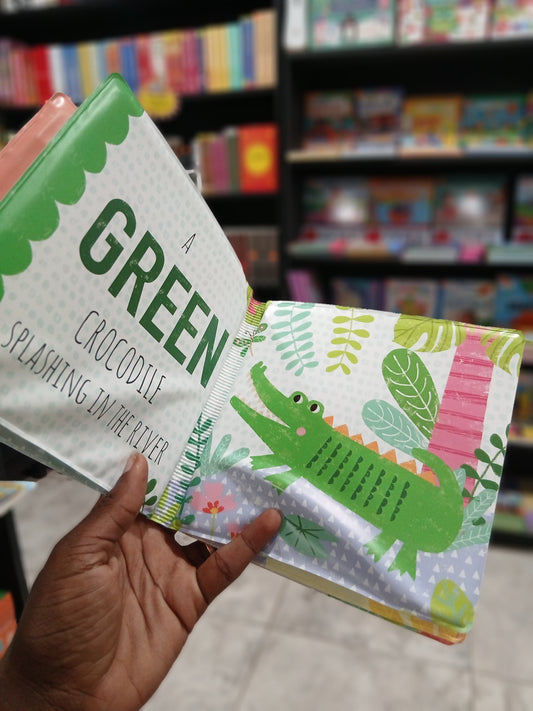 A
GREEN
CROCODILE
SPLASHING IN THE RIVER